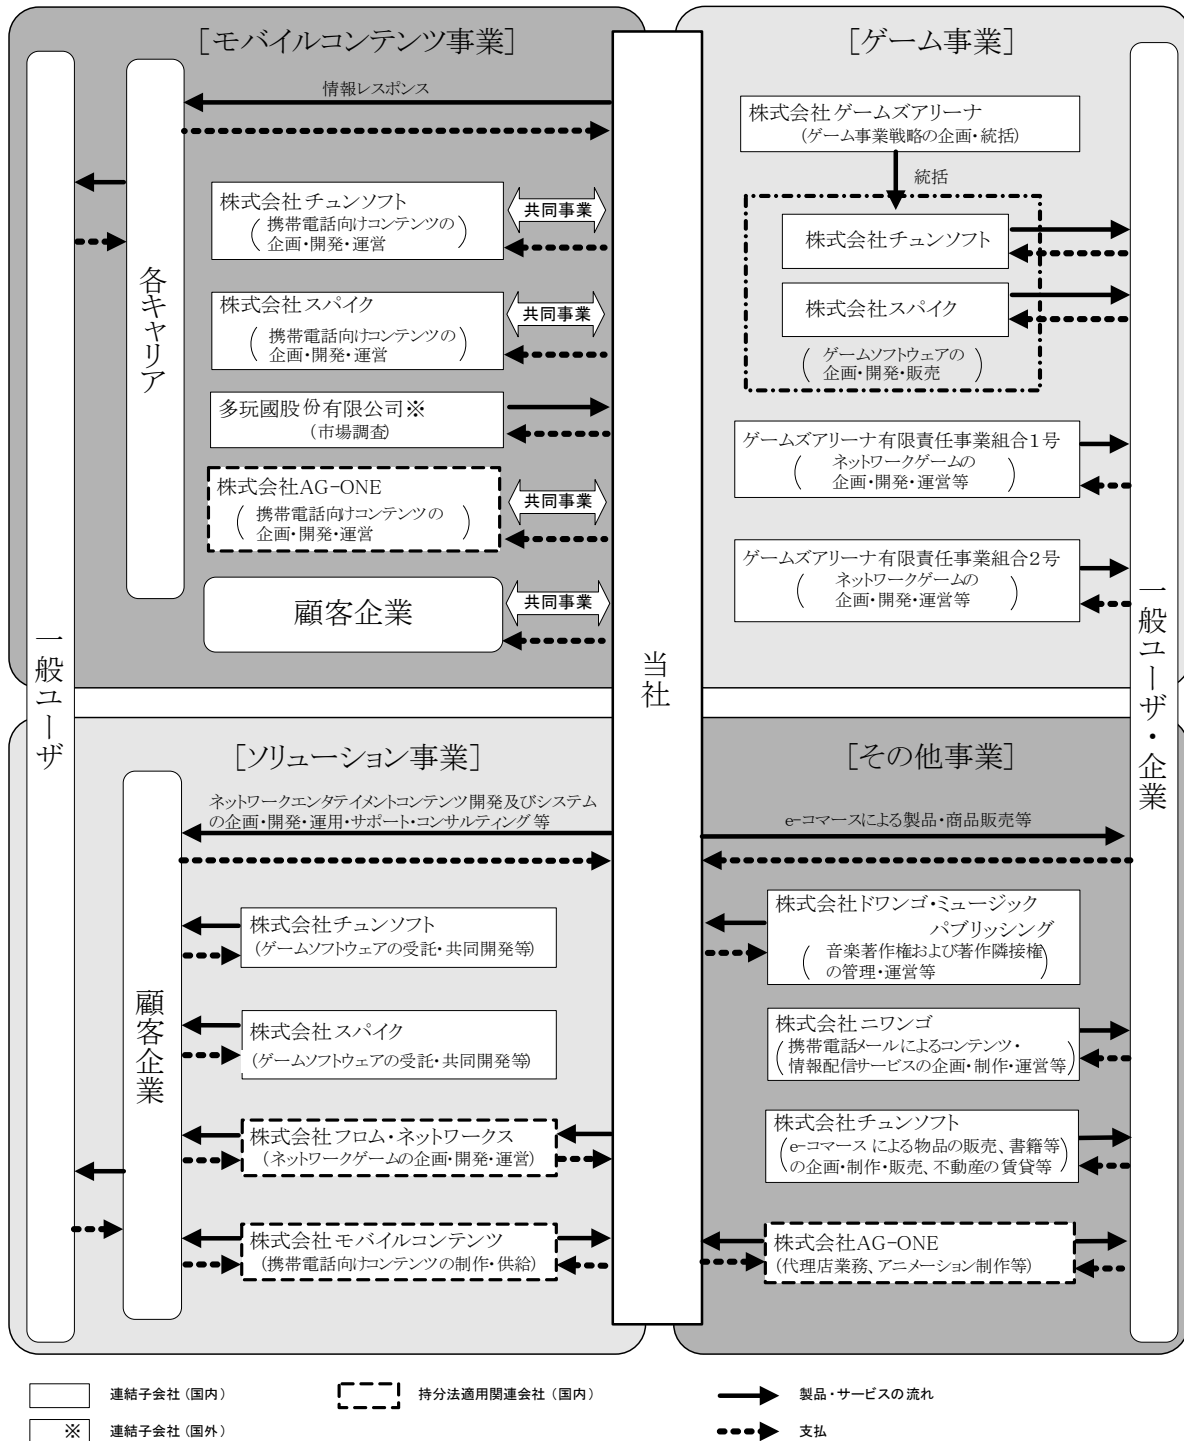 [モバイルコンテンツ事業]
情報レスポンス
株式会社チュンソフト
(携帯電話向けコンテンツの
企画・開発・運営)
共同事業
株式会社スパイク
(携帯電話向けコンテンツの
企画・開発・運営)
共同事業
多玩國股份有限公司※
(市場調査)
株式会社AG-ONE
(携帯電話向けコンテンツの
企画・開発・運営)
共同事業
顧客企業
共同事業
各キャリア
一般ユーザ
当社
[ゲーム事業]
株式会社ゲームズアリーナ
(ゲーム事業戦略の企画・統括)
統括
株式会社チュンソフト
株式会社スパイク
(ゲームソフトウェアの
企画・開発・販売)
ゲームズアリーナ有限責任事業組合1号
(ネットワークゲームの
企画・開発・運営等)
ゲームズアリーナ有限責任事業組合2号
(ネットワークゲームの
企画・開発・運営等)
一般ユーザ・企業
[ソリューション事業]
ネットワークエンタテイメントコンテンツ開発及びシステム
の企画・開発・運用・サポート・コンサルティング等
株式会社チュンソフト
(ゲームソフトウェアの受託・共同開発等)
株式会社スパイク
(ゲームソフトウェアの受託・共同開発等)
株式会社フロム・ネットワークス
(ネットワークゲームの企画・開発・運営)
株式会社モバイルコンテンツ
(携帯電話向けコンテンツの制作・供給)
顧客企業
[その他事業]
e-コマースによる製品・商品販売等
株式会社ドワンゴ・ミュージック
パブリッシング
(音楽著作権および著作隣接権
の管理・運営等)
株式会社ニワンゴ
(携帯電話メールによるコンテンツ・
情報配信サービスの企画・制作・運営等)
株式会社チュンソフト
(e-コマースによる物品の販売、書籍等
の企画・制作・販売、不動産の賃貸等)
株式会社AG-ONE
(代理店業務、アニメーション制作等)
連結子会社(国内)
持分法適用関連会社(国内)
製品・サービスの流れ
※ 連結子会社(国外)
支払